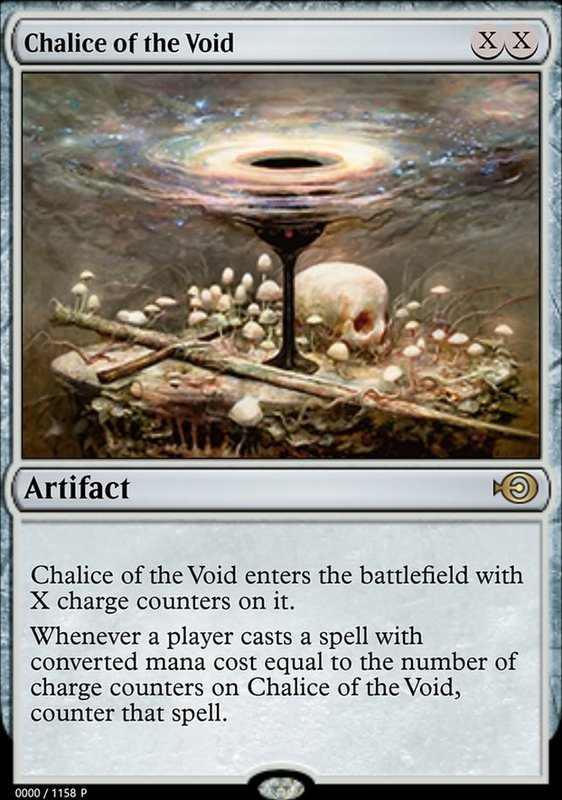 Chalice of the Void
X X
Artifact
Chalice of the Void enters the battlefield with
X charge counters on it.
Whenever a player casts a spell with
converted mana cost equal to the number of
charge counters on Chalice of the Void,
counter that spell.
0000 / 1158 P